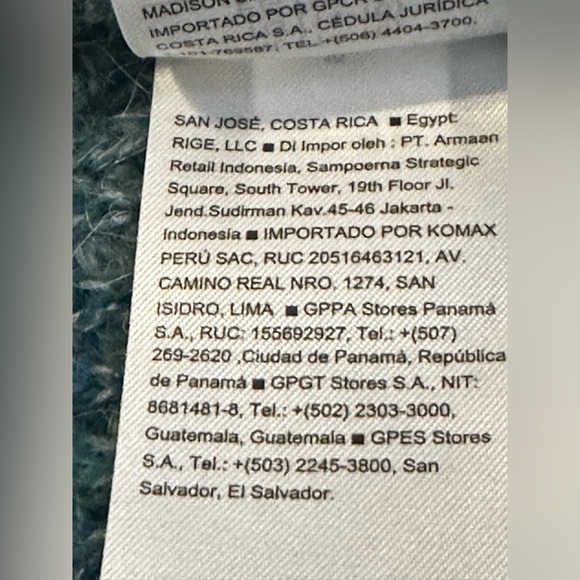 MADISON
IMPORTADO POR GPCR
COSTA RICA S.A., CÉDULA JURÍDICA
TEL +(506) 4404-3700,
SAN JOSÉ, COSTA RICA ■ Egypt:
RIGE, LLC ■ Di Impor oleh : PT. Armaan
Retail Indonesia, Sampoerna Strategic
Square, South Tower, 19th Floor Jl.
Jend.Sudirman Kav.45-46 Jakarta -
Indonesia ■ IMPORTADO POR KOMAX
PERÚ SAC, RUC 20516463121, AV.
CAMINO REAL NRO. 1274, SAN
ISIDRO, LIMA ■ GPPA Stores Panamá
S.A., RUC: 155692927, Tel.: +(507)
269-2620 ,Ciudad de Panamá, República
de Panamá ■ GPGT Stores S.A., NIT:
8681481-8, Tel.: +(502) 2303-3000,
Guatemala, Guatemala ■ GPES Stores
S.A., Tel.: +(503) 2245-3800, San
Salvador, El Salvador.